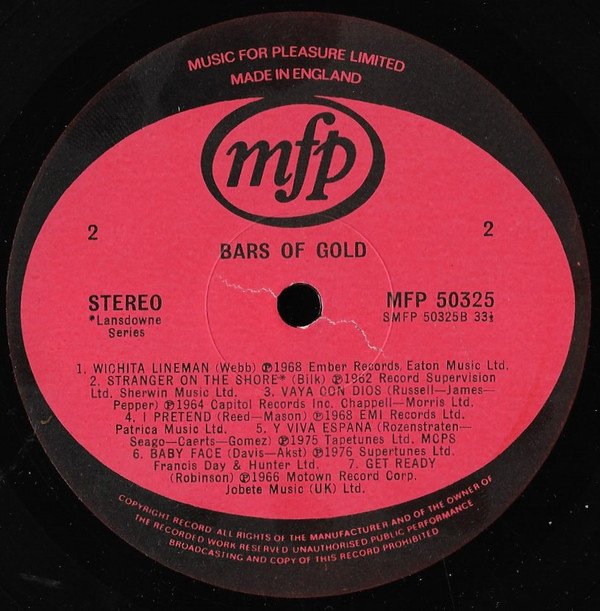 MUSIC FOR PLEASURE LIMITED
MADE IN ENGLAND
mfp
2
2
BARS OF GOLD
STEREO
*Lansdowne
Series
MFP 50325
SMFP 50325B 33⅓
1. WICHITA LINEMAN (Webb) ℗1968 Ember Records, Eaton Music Ltd.
2. STRANGER ON THE SHORE* (Bilk) ℗1962 Record Supervision
Ltd. Sherwin Music Ltd. 3. VAYA CON DIOS (Russell—James—
Pepper) ℗1964 Capitol Records Inc. Chappell—Morris Ltd.
4. I PRETEND (Reed—Mason) ℗1968 EMI Records Ltd.
Patrica Music Ltd. 5. Y VIVA ESPANA (Rozenstraten—
Seago—Caerts—Gomez) ℗1975 Tapetunes Ltd, MCPS
6. BABY FACE (Davis—Akst) ℗1976 Supertunes Ltd.
Francis Day & Hunter Ltd. 7. GET READY
(Robinson) ℗1966 Motown Record Corp.
Jobete Music (UK) Ltd.
COPYRIGHT RECORD ALL RIGHTS OF THE MANUFACTURER AND OF THE OWNER OF
THE RECORDED WORK RESERVED UNAUTHORISED PUBLIC PERFORMANCE
BROADCASTING AND COPY OF THIS RECORD PROHIBITED